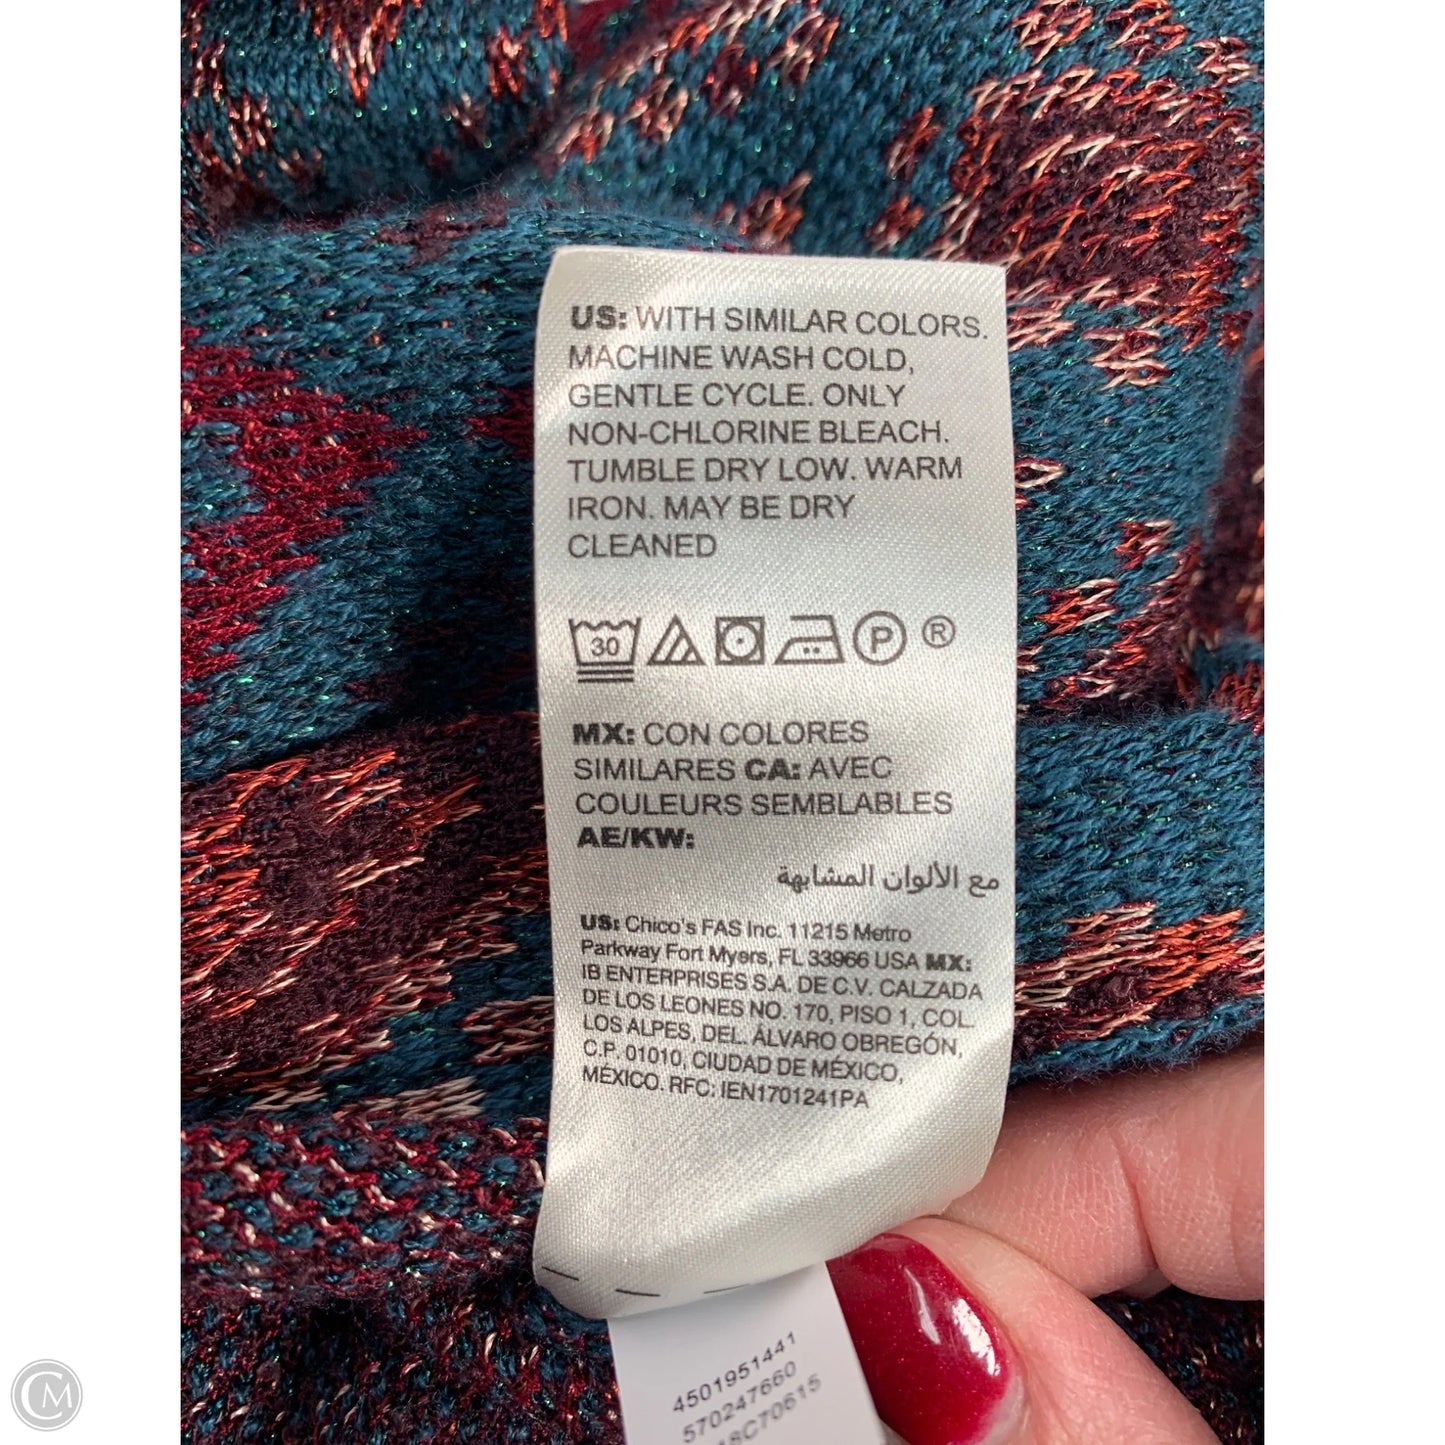 US: WITH SIMILAR COLORS.
MACHINE WASH COLD,
GENTLE CYCLE. ONLY
NON-CHLORINE BLEACH.
TUMBLE DRY LOW. WARM
IRON. MAY BE DRY
CLEANED
30 P ®
MX: CON COLORES
SIMILARES CA: AVEC
COULEURS SEMBLABLES
AE/KW:
مع الألوان المشابهة
US: Chico's FAS Inc. 11215 Metro
Parkway Fort Myers, FL 33966 USA MX:
IB ENTERPRISES S.A. DE C.V. CALZADA
DE LOS LEONES NO. 170, PISO 1, COL.
LOS ALPES, DEL. ÁLVARO OBREGÓN,
C.P. 01010, CIUDAD DE MÉXICO,
MÉXICO. RFC: IEN1701241PA
4501951441
570247660
CM